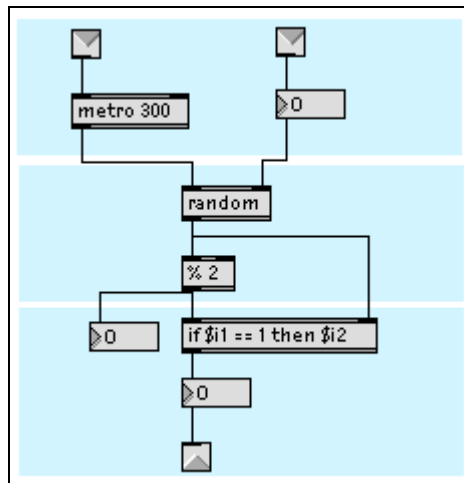 metro 300
0
random
% 2
0
if $i1 == 1 then $i2
0